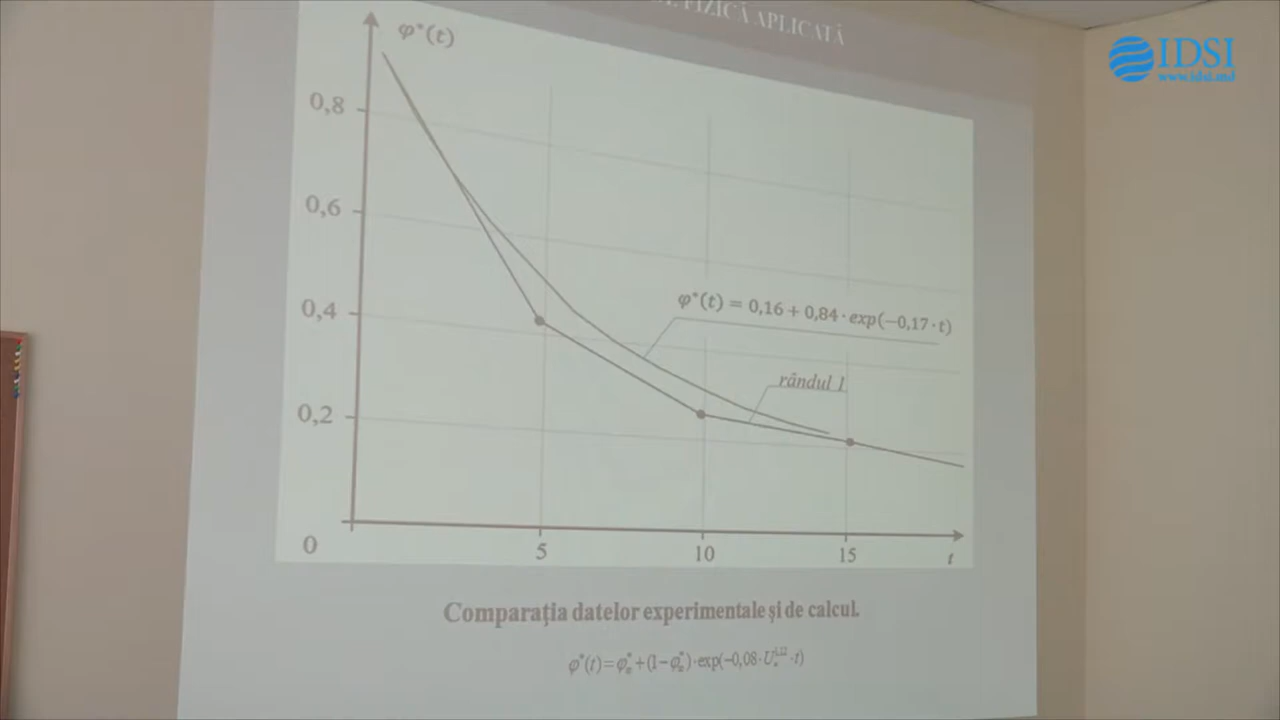 FIZICĂ APLICATĂ
IDSI
www.idsi.md
φ*(t)
0,8
0,6
0,4
0,2
0
5
10
15
t
φ*(t) = 0,16 + 0,84 · exp(−0,17 · t)
rândul 1
Comparația datelor experimentale și de calcul.